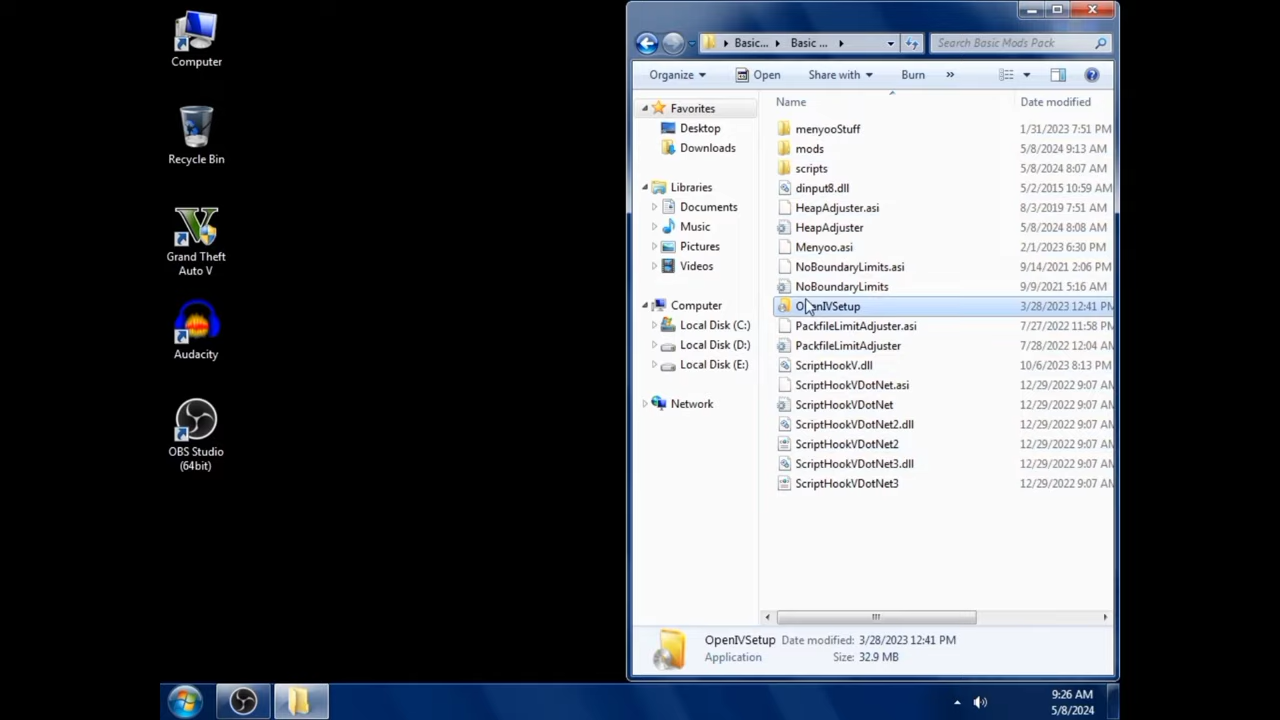 Computer
Recycle Bin
Grand Theft
Auto V
Audacity
OBS Studio
(64bit)
Basic...
Basic ...
Search Basic Mods Pack
Organize
Open
Share with
Burn
»
Name
Date modified
Favorites
Desktop
Downloads
Libraries
Documents
Music
Pictures
Videos
Computer
Local Disk (C:)
Local Disk (D:)
Local Disk (E:)
Network
menyooStuff 1/31/2023 7:51 PM
mods 5/8/2024 9:13 AM
scripts 5/8/2024 8:07 AM
dinput8.dll 5/2/2015 10:59 AM
HeapAdjuster.asi 8/3/2019 7:51 AM
HeapAdjuster 5/8/2024 8:08 AM
Menyoo.asi 2/1/2023 6:30 PM
NoBoundaryLimits.asi 9/14/2021 2:06 PM
NoBoundaryLimits 9/9/2021 5:16 AM
OpenIVSetup 3/28/2023 12:41 PM
PackfileLimitAdjuster.asi 7/27/2022 11:58 PM
PackfileLimitAdjuster 7/28/2022 12:04 AM
ScriptHookV.dll 10/6/2023 8:13 PM
ScriptHookVDotNet.asi 12/29/2022 9:07 AM
ScriptHookVDotNet 12/29/2022 9:07 AM
ScriptHookVDotNet2.dll 12/29/2022 9:07 AM
ScriptHookVDotNet2 12/29/2022 9:07 AM
ScriptHookVDotNet3.dll 12/29/2022 9:07 AM
ScriptHookVDotNet3 12/29/2022 9:07 AM
OpenIVSetup Date modified: 3/28/2023 12:41 PM
Application Size: 32.9 MB
9:26 AM
5/8/2024